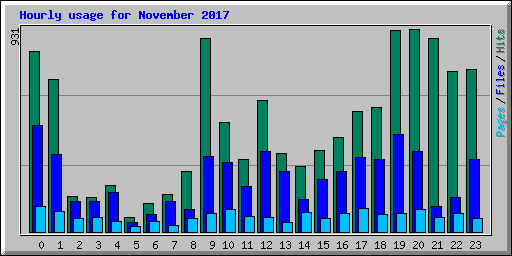 Hourly usage for November 2017
931
Pages / Files / Hits
0 1 2 3 4 5 6 7 8 9 10 11 12 13 14 15 16 17 18 19 20 21 22 23